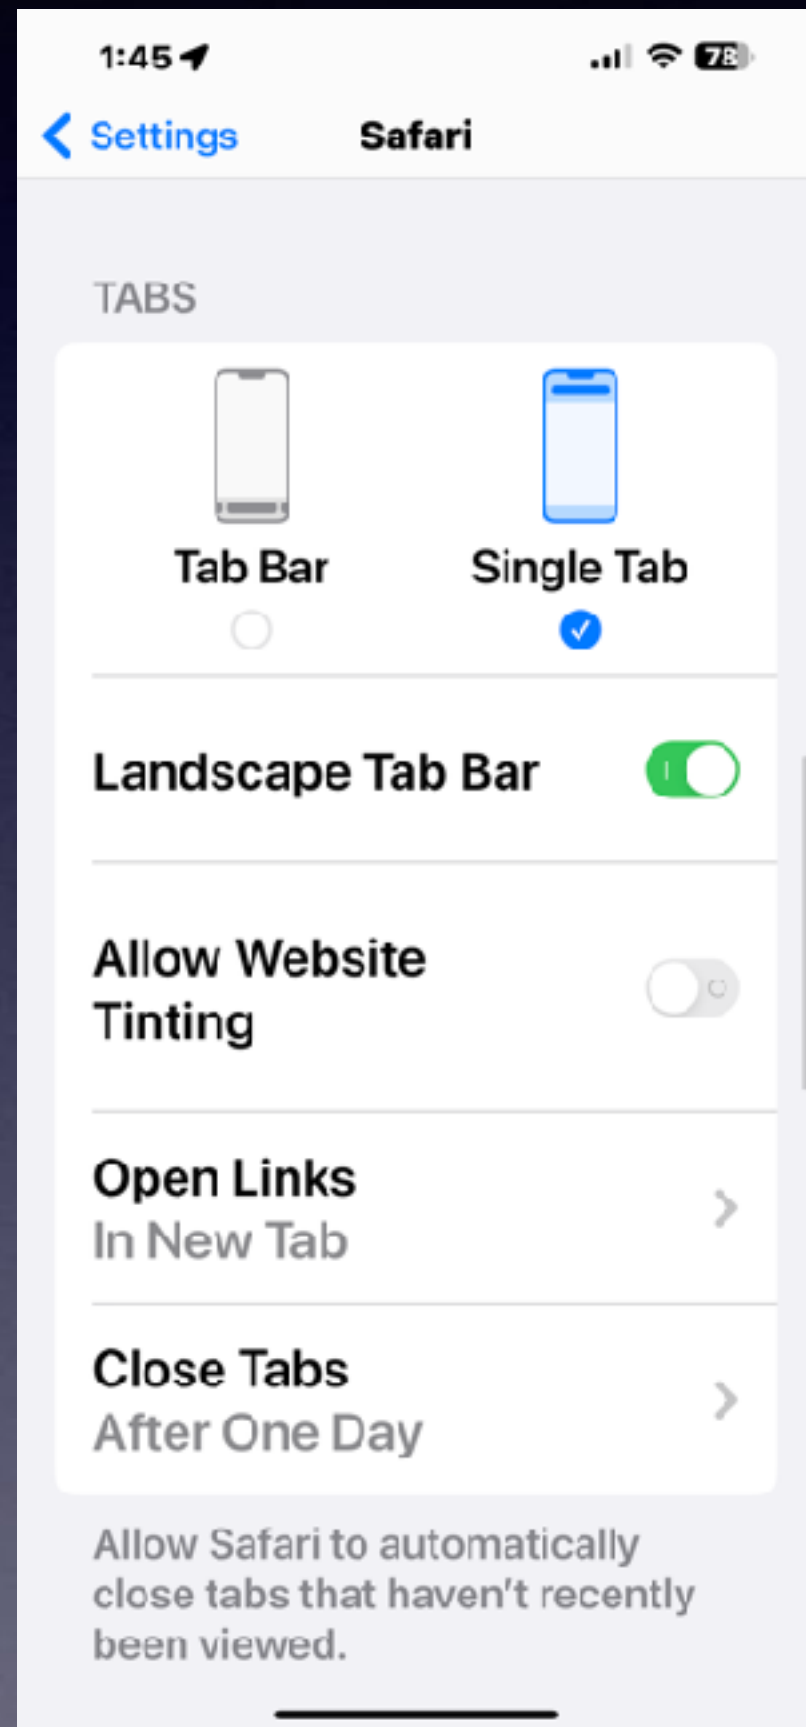 1:45
78
Settings
Safari
TABS
Tab Bar
Single Tab
Landscape Tab Bar
Allow Website
Tinting
Open Links
In New Tab
Close Tabs
After One Day
Allow Safari to automatically
close tabs that haven't recently
been viewed.